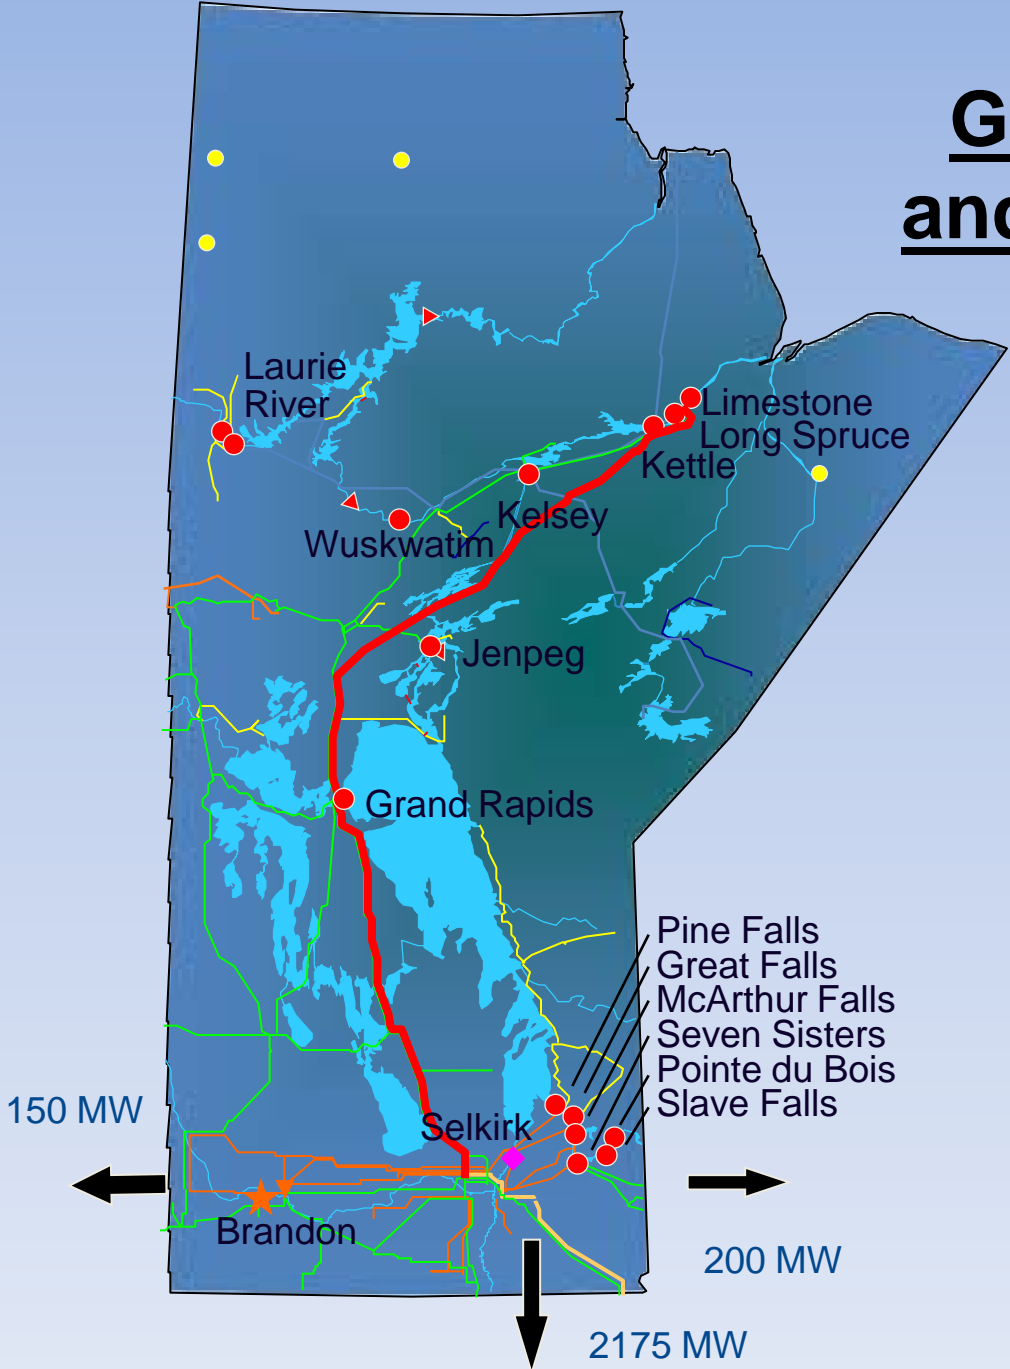 G
and
Laurie
River
Limestone
Long Spruce
Kettle
Kelsey
Wuskwatim
Jenpeg
Grand Rapids
Pine Falls
Great Falls
McArthur Falls
Seven Sisters
Pointe du Bois
Slave Falls
150 MW
Selkirk
Brandon
200 MW
2175 MW